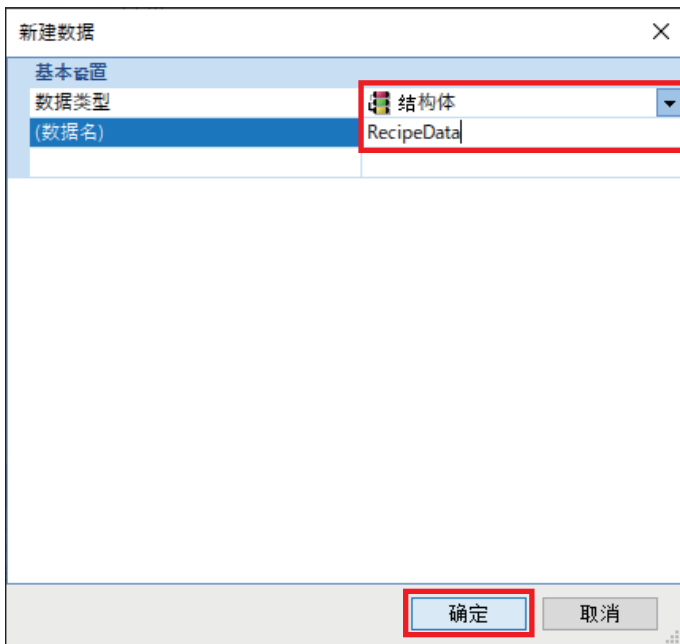 新建数据
基本设置
数据类型 结构体
(数据名) RecipeData
确定 取消